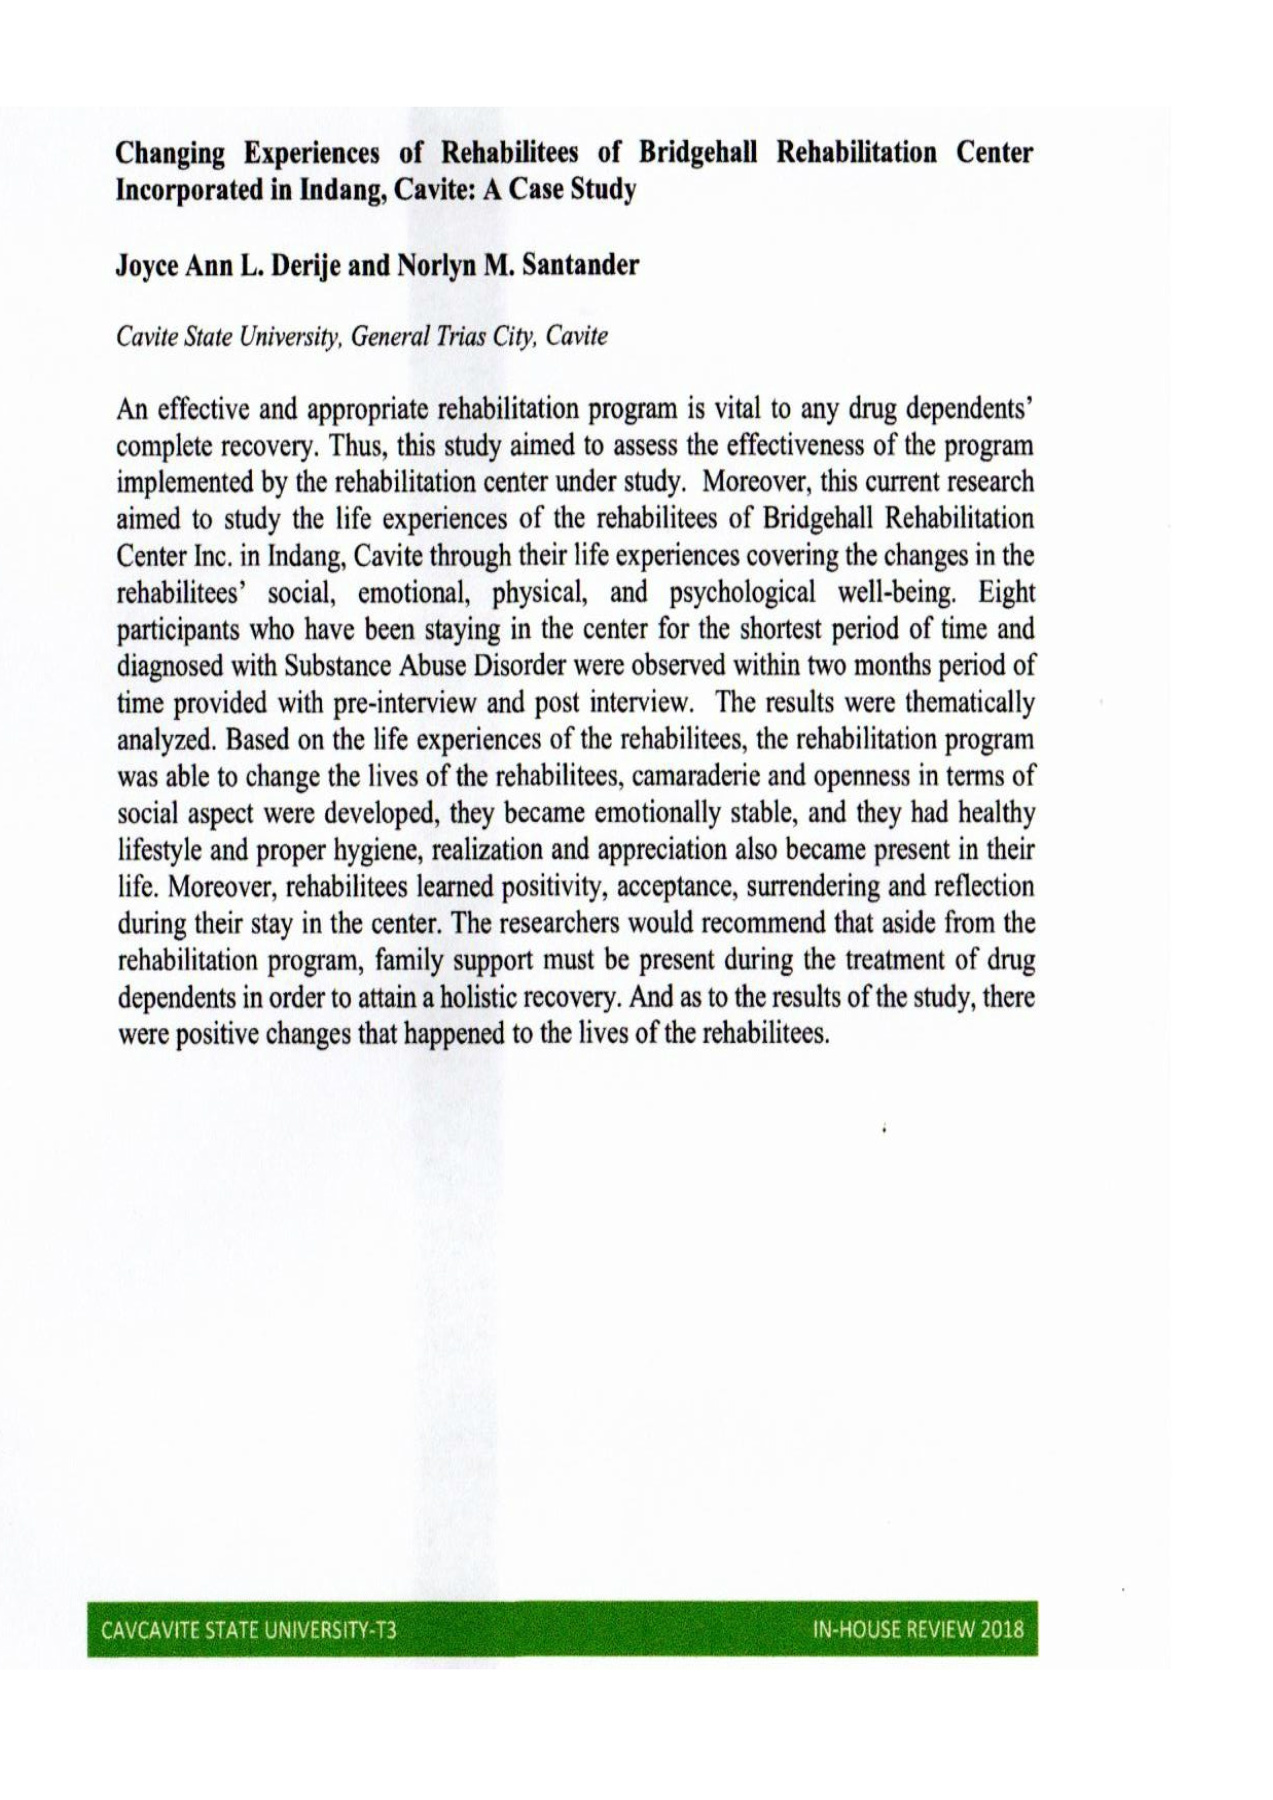 Changing Experiences of Rehabilitees of Bridgehall Rehabilitation Center
Incorporated in Indang, Cavite: A Case Study
Joyce Ann L. Derije and Norlyn M. Santander
Cavite State University, General Trias City, Cavite
An effective and appropriate rehabilitation program is vital to any drug dependents’
complete recovery. Thus, this study aimed to assess the effectiveness of the program
implemented by the rehabilitation center under study.  Moreover, this current research
aimed to study the life experiences of the rehabilitees of Bridgehall Rehabilitation
Center Inc. in Indang, Cavite through their life experiences covering the changes in the
rehabilitees’ social, emotional, physical, and psychological well-being. Eight
participants who have been staying in the center for the shortest period of time and
diagnosed with Substance Abuse Disorder were observed within two months period of
time provided with pre-interview and post interview.  The results were thematically
analyzed. Based on the life experiences of the rehabilitees, the rehabilitation program
was able to change the lives of the rehabilitees, camaraderie and openness in terms of
social aspect were developed, they became emotionally stable, and they had healthy
lifestyle and proper hygiene, realization and appreciation also became present in their
life. Moreover, rehabilitees learned positivity, acceptance, surrendering and reflection
during their stay in the center. The researchers would recommend that aside from the
rehabilitation program, family support must be present during the treatment of drug
dependents in order to attain a holistic recovery. And as to the results of the study, there
were positive changes that happened to the lives of the rehabilitees.
CAVCAVITE STATE UNIVERSITY-T3 IN-HOUSE REVIEW 2018